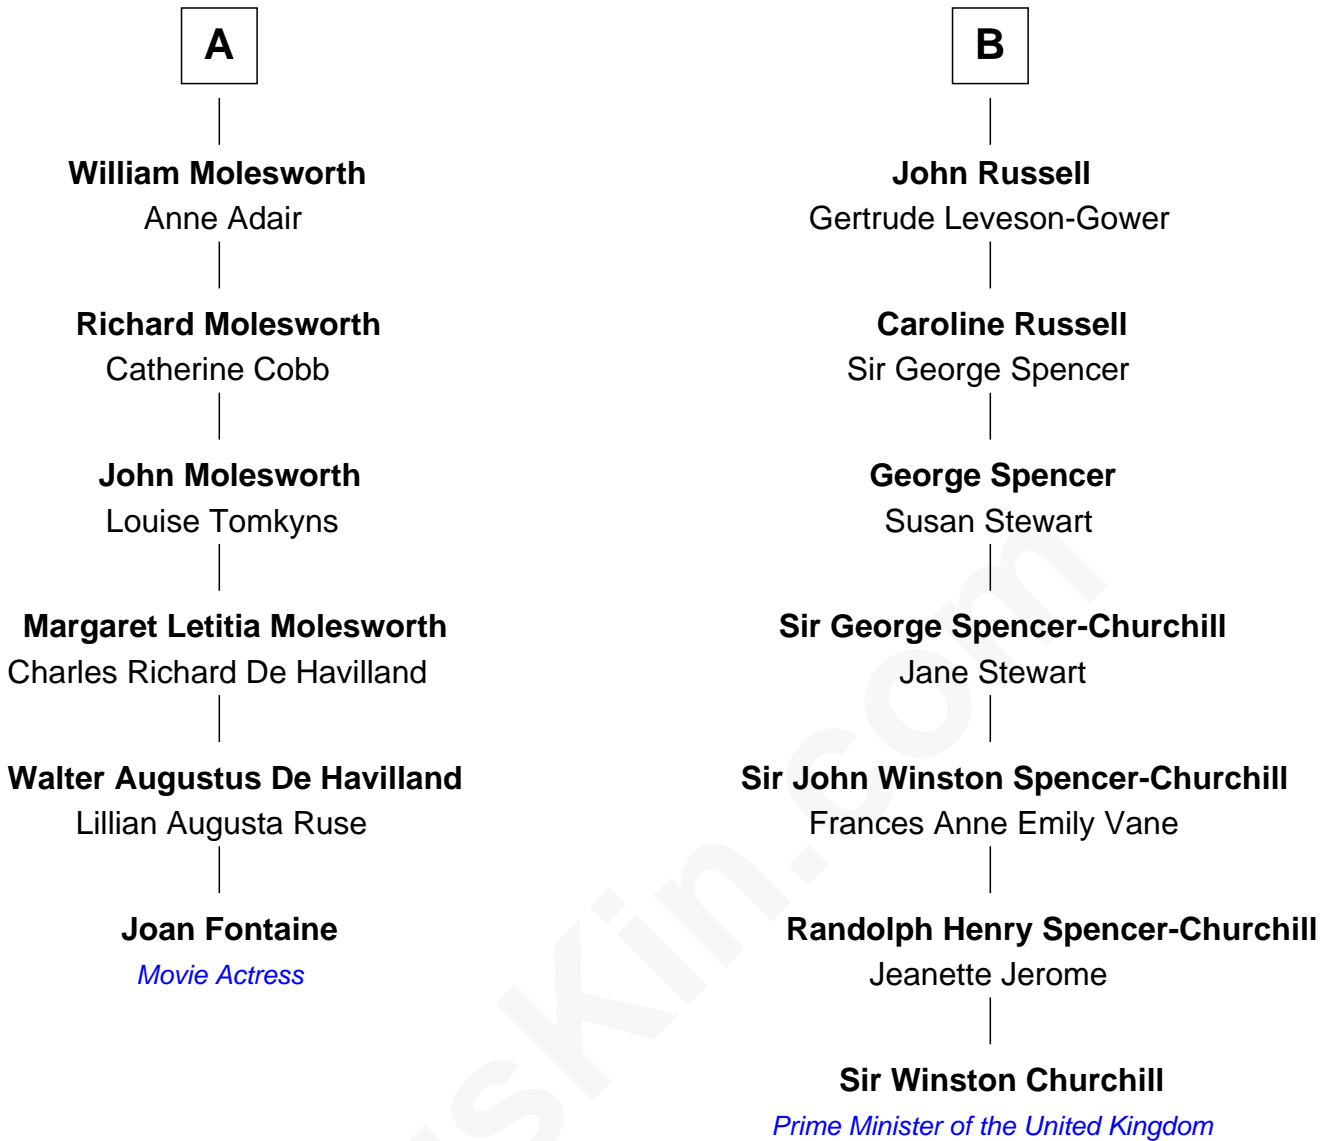 A
William Molesworth
Anne Adair
Richard Molesworth
Catherine Cobb
John Molesworth
Louise Tomkyns
Margaret Letitia Molesworth
Charles Richard De Havilland
Walter Augustus De Havilland
Lillian Augusta Ruse
Joan Fontaine
Movie Actress
B
John Russell
Gertrude Leveson-Gower
Caroline Russell
Sir George Spencer
George Spencer
Susan Stewart
Sir George Spencer-Churchill
Jane Stewart
Sir John Winston Spencer-Churchill
Frances Anne Emily Vane
Randolph Henry Spencer-Churchill
Jeanette Jerome
Sir Winston Churchill
Prime Minister of the United Kingdom
usKin.com